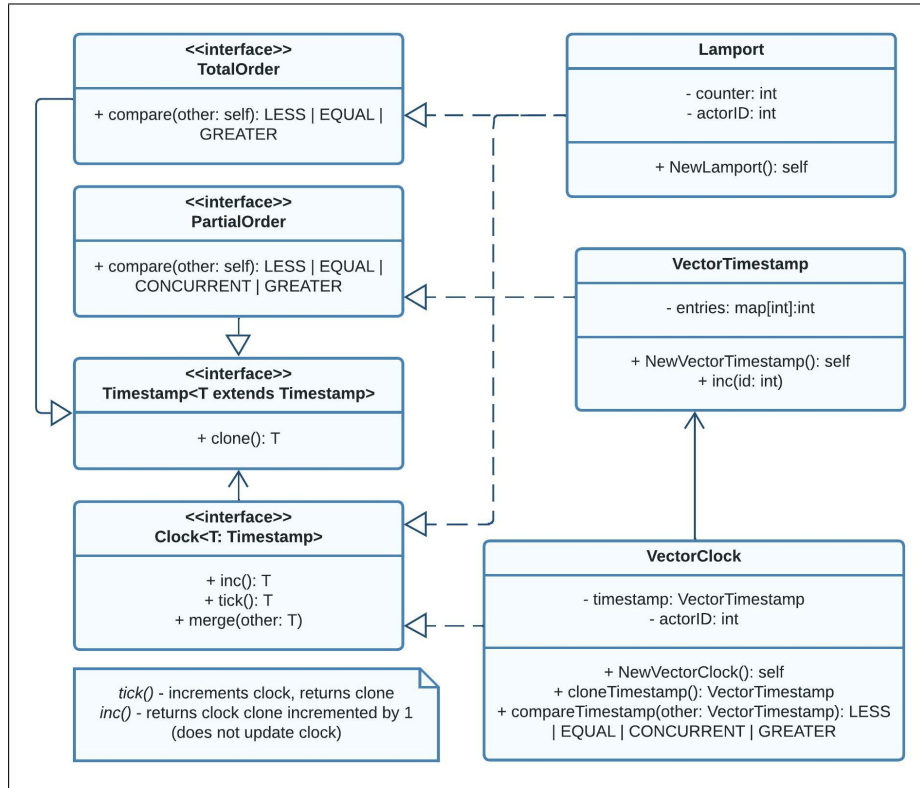 <<interface>>
TotalOrder
+ compare(other: self): LESS | EQUAL |
GREATER
<<interface>>
PartialOrder
+ compare(other: self): LESS | EQUAL |
CONCURRENT | GREATER
<<interface>>
Timestamp<T extends Timestamp>
+ clone(): T
<<interface>>
Clock<T: Timestamp>
+ inc(): T
+ tick(): T
+ merge(other: T)
tick() - increments clock, returns clone
inc() - returns clock clone incremented by 1
(does not update clock)
Lamport
- counter: int
- actorID: int
+ NewLamport(): self
VectorTimestamp
- entries: map[int]:int
+ NewVectorTimestamp(): self
+ inc(id: int)
VectorClock
- timestamp: VectorTimestamp
- actorID: int
+ NewVectorClock(): self
+ cloneTimestamp(): VectorTimestamp
+ compareTimestamp(other: VectorTimestamp): LESS
| EQUAL | CONCURRENT | GREATER